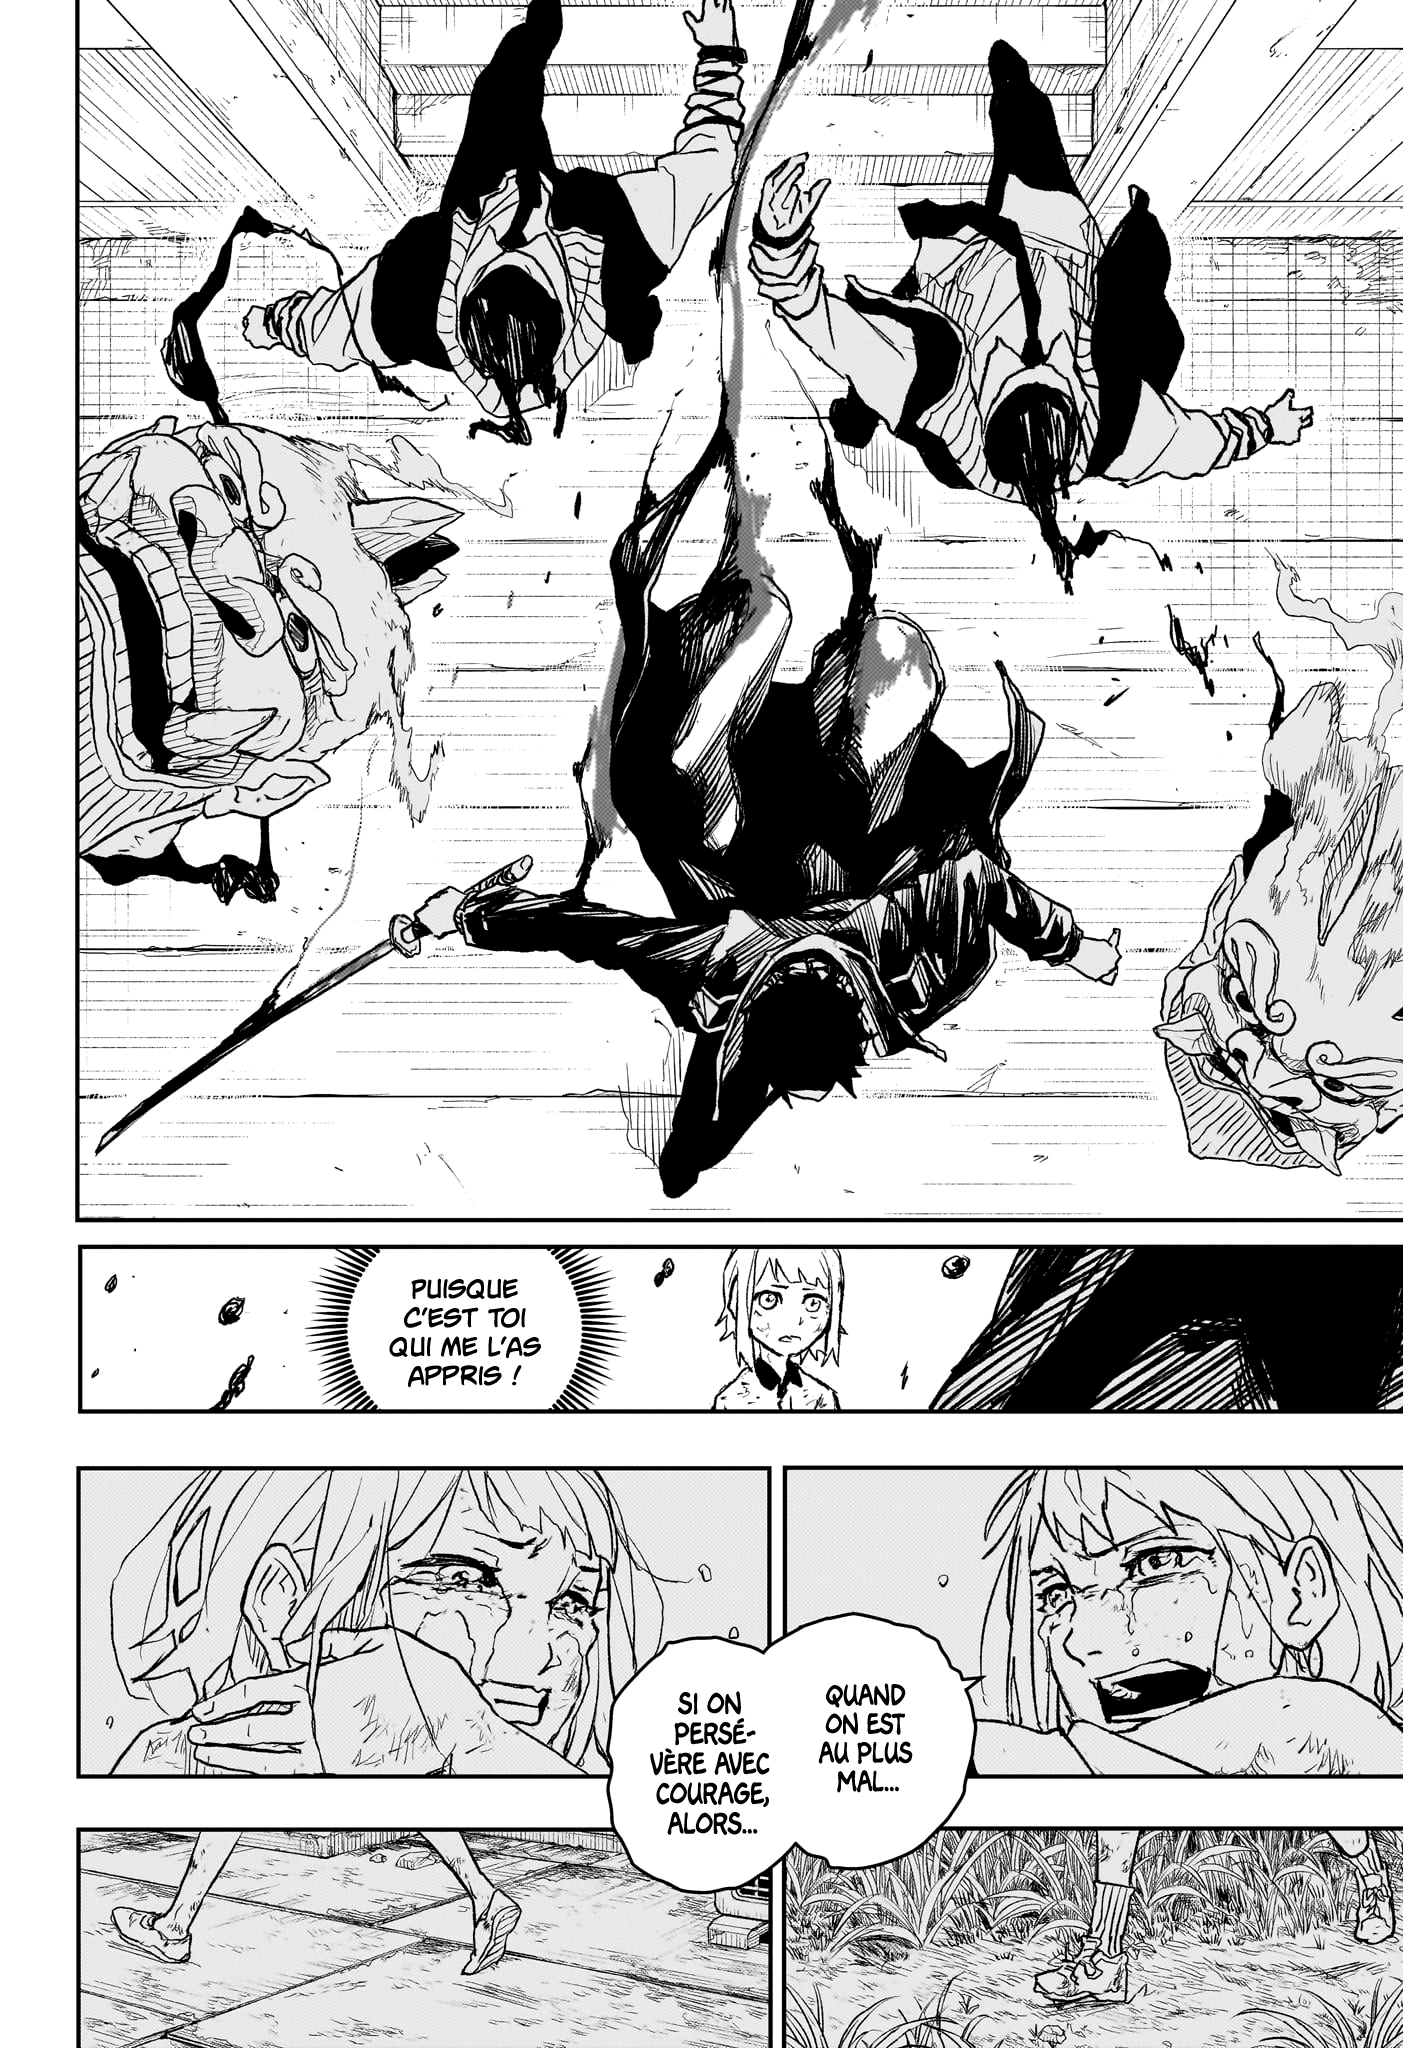 PUISQUE
C'EST TOI
QUI ME L'AS
APPRIS !
QUAND
ON EST
AU PLUS
MAL...
SI ON
PERSÉ-
VÈRE AVEC
COURAGE,
ALORS...